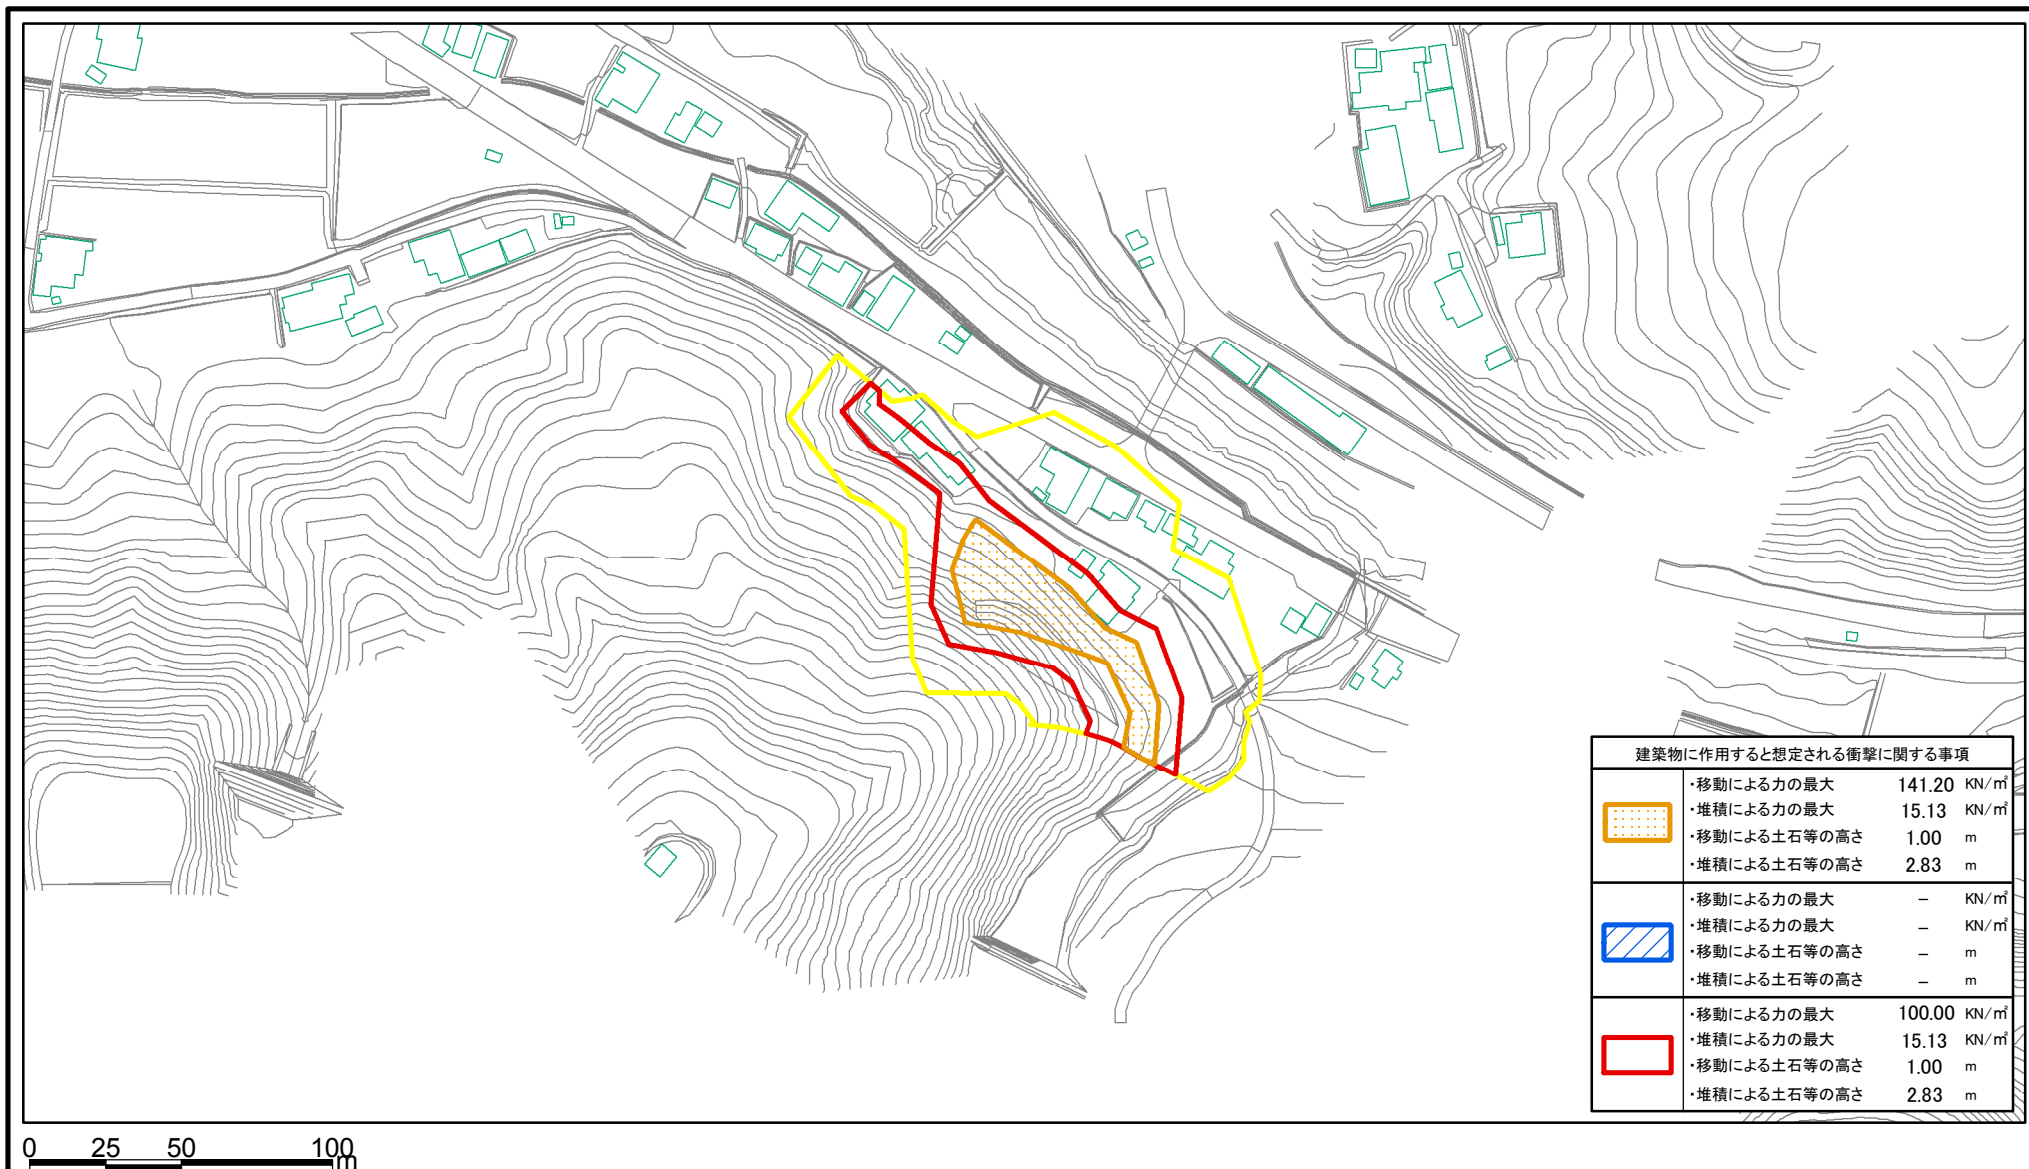 建築物に作用すると想定される衝撃に関する事項
・移動による力の最大 141.20 KN/㎡
・堆積による力の最大 15.13 KN/㎡
・移動による土石等の高さ 1.00 m
・堆積による土石等の高さ 2.83 m
・移動による力の最大 － KN/㎡
・堆積による力の最大 － KN/㎡
・移動による土石等の高さ － m
・堆積による土石等の高さ － m
・移動による力の最大 100.00 KN/㎡
・堆積による力の最大 15.13 KN/㎡
・移動による土石等の高さ 1.00 m
・堆積による土石等の高さ 2.83 m
0 25 50 100m